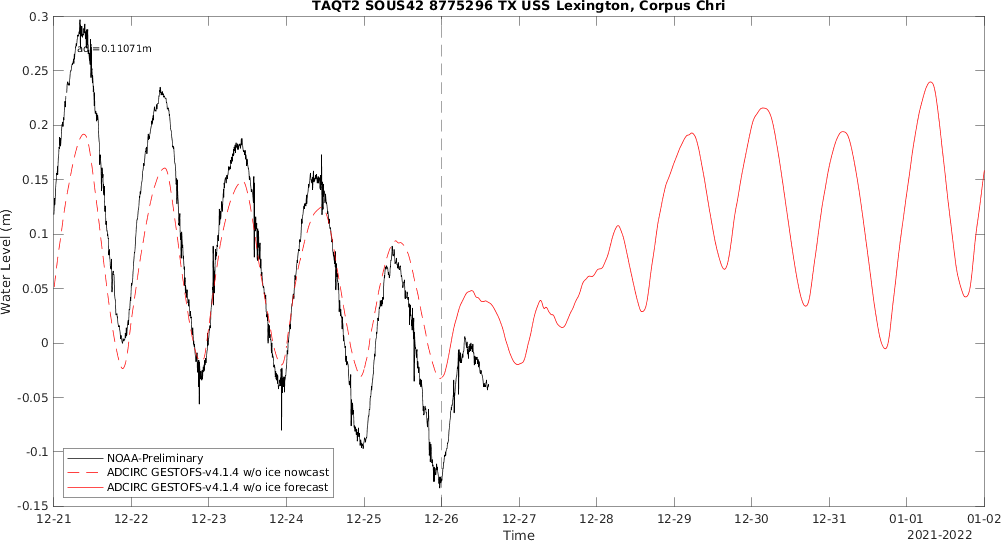 TAQT2 SOUS42 8775296 TX USS Lexington, Corpus Chri
0.3
0.25
0.2
0.15
0.1
0.05
0
-0.05
-0.1
-0.15
Water Level (m)
=0.11071m
NOAA-Preliminary
ADCIRC GESTOFS-v4.1.4 w/o ice nowcast
ADCIRC GESTOFS-v4.1.4 w/o ice forecast
12-21 12-22 12-23 12-24 12-25 12-26 12-27 12-28 12-29 12-30 12-31 01-01 01-02
Time
2021-2022